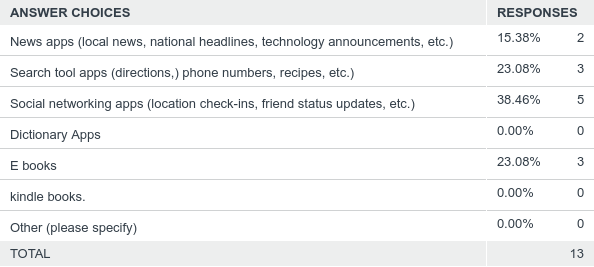 ANSWER CHOICES RESPONSES
News apps (local news, national headlines, technology announcements, etc.) 15.38% 2
Search tool apps (directions,) phone numbers, recipes, etc.) 23.08% 3
Social networking apps (location check-ins, friend status updates, etc.) 38.46% 5
Dictionary Apps 0.00% 0
E books 23.08% 3
kindle books. 0.00% 0
Other (please specify) 0.00% 0
TOTAL 13